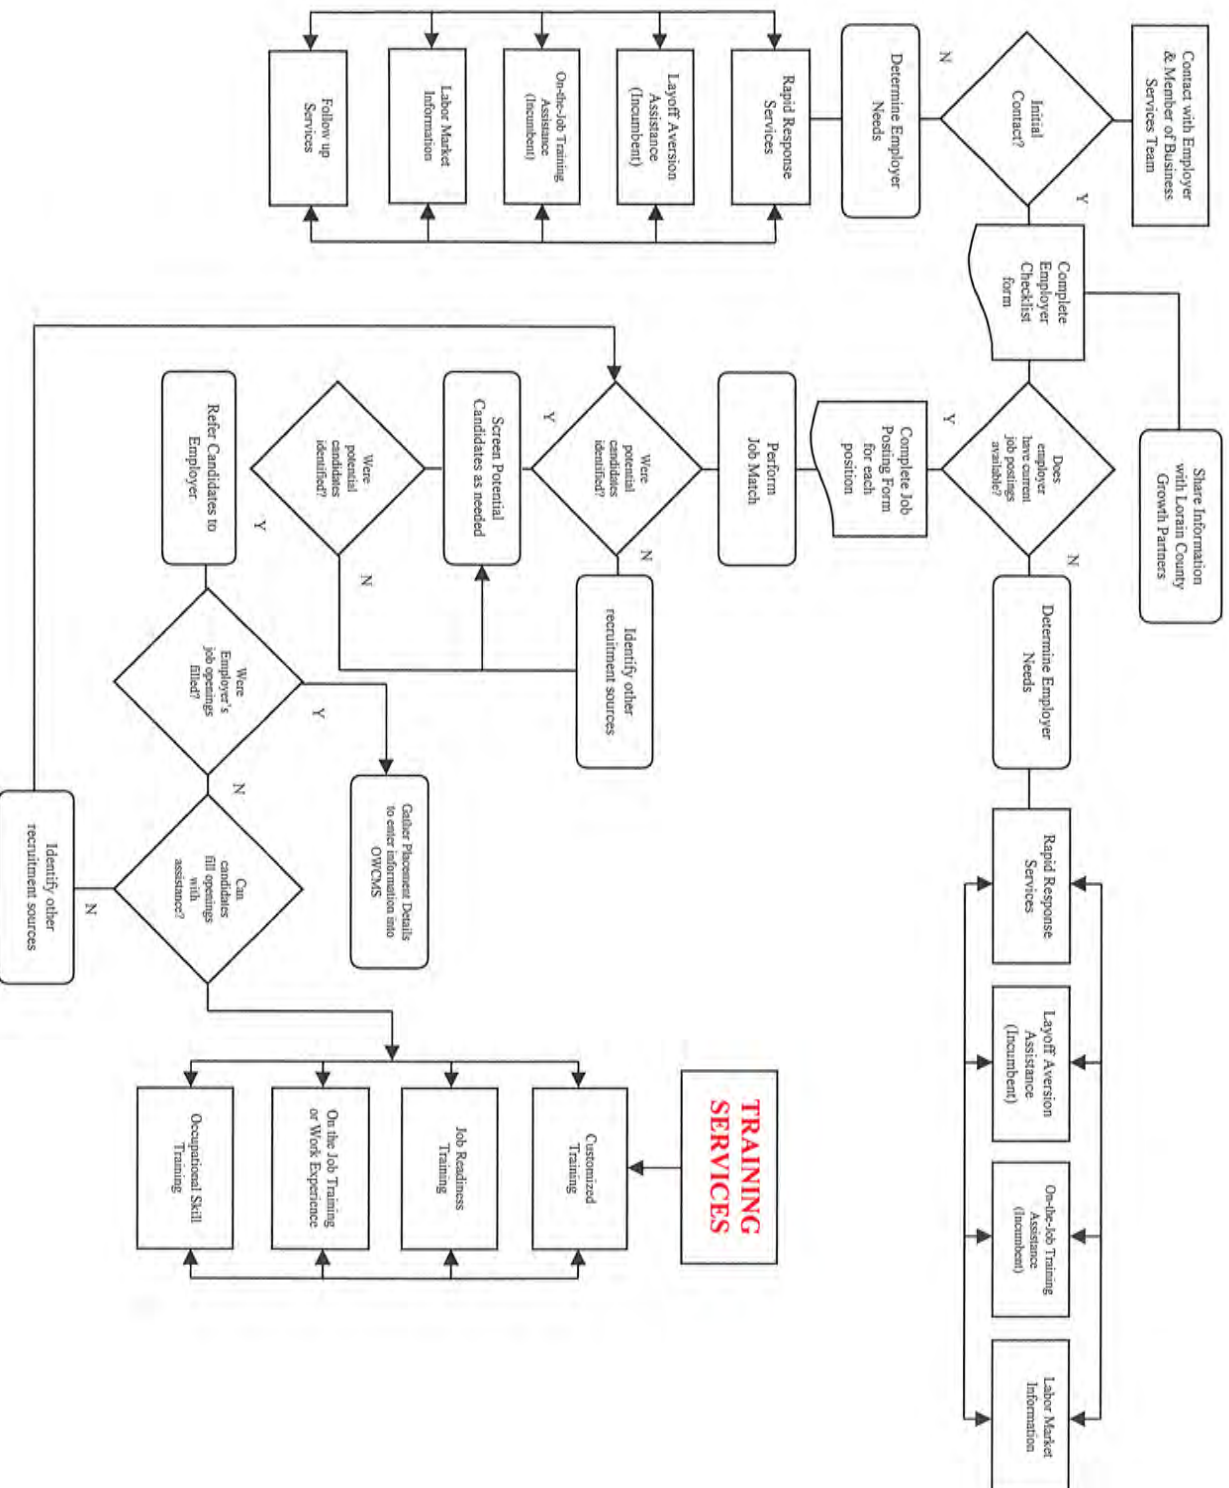 Contact with Employer
& Member of Business
Services Team
Initial
Contact?
Y
N
Complete
Employer
Checklist
form
Share Information
with Lorain County
Growth Partners
Does
employer
have current
job postings
available?
N
Y
Determine Employer
Needs
Rapid Response
Services
Layoff Aversion
Assistance
(Incumbent)
On-the-Job Training
Assistance
(Incumbent)
Labor Market
Information
Determine Employer
Needs
Rapid Response
Services
Layoff Aversion
Assistance
(Incumbent)
On-the-Job Training
Assistance
(Incumbent)
Labor Market
Information
Follow up
Services
Complete Job
Posting Form
for each
position
Perform
Job Match
Were
potential
candidates
identified?
N
Y
Identify other
recruitment sources
Screen Potential
Candidates as needed
Were
potential
candidates
identified?
N
Y
Refer Candidates to
Employer
Were
Employer's
job openings
filled?
Y
N
Gather Placement Details
to enter information into
OWCMS
Can
candidates
fill openings
with
assistance?
N
Identify other
recruitment sources
TRAINING
SERVICES
Customized
Training
Job Readiness
Training
On the Job Training
or Work Experience
Occupational Skill
Training